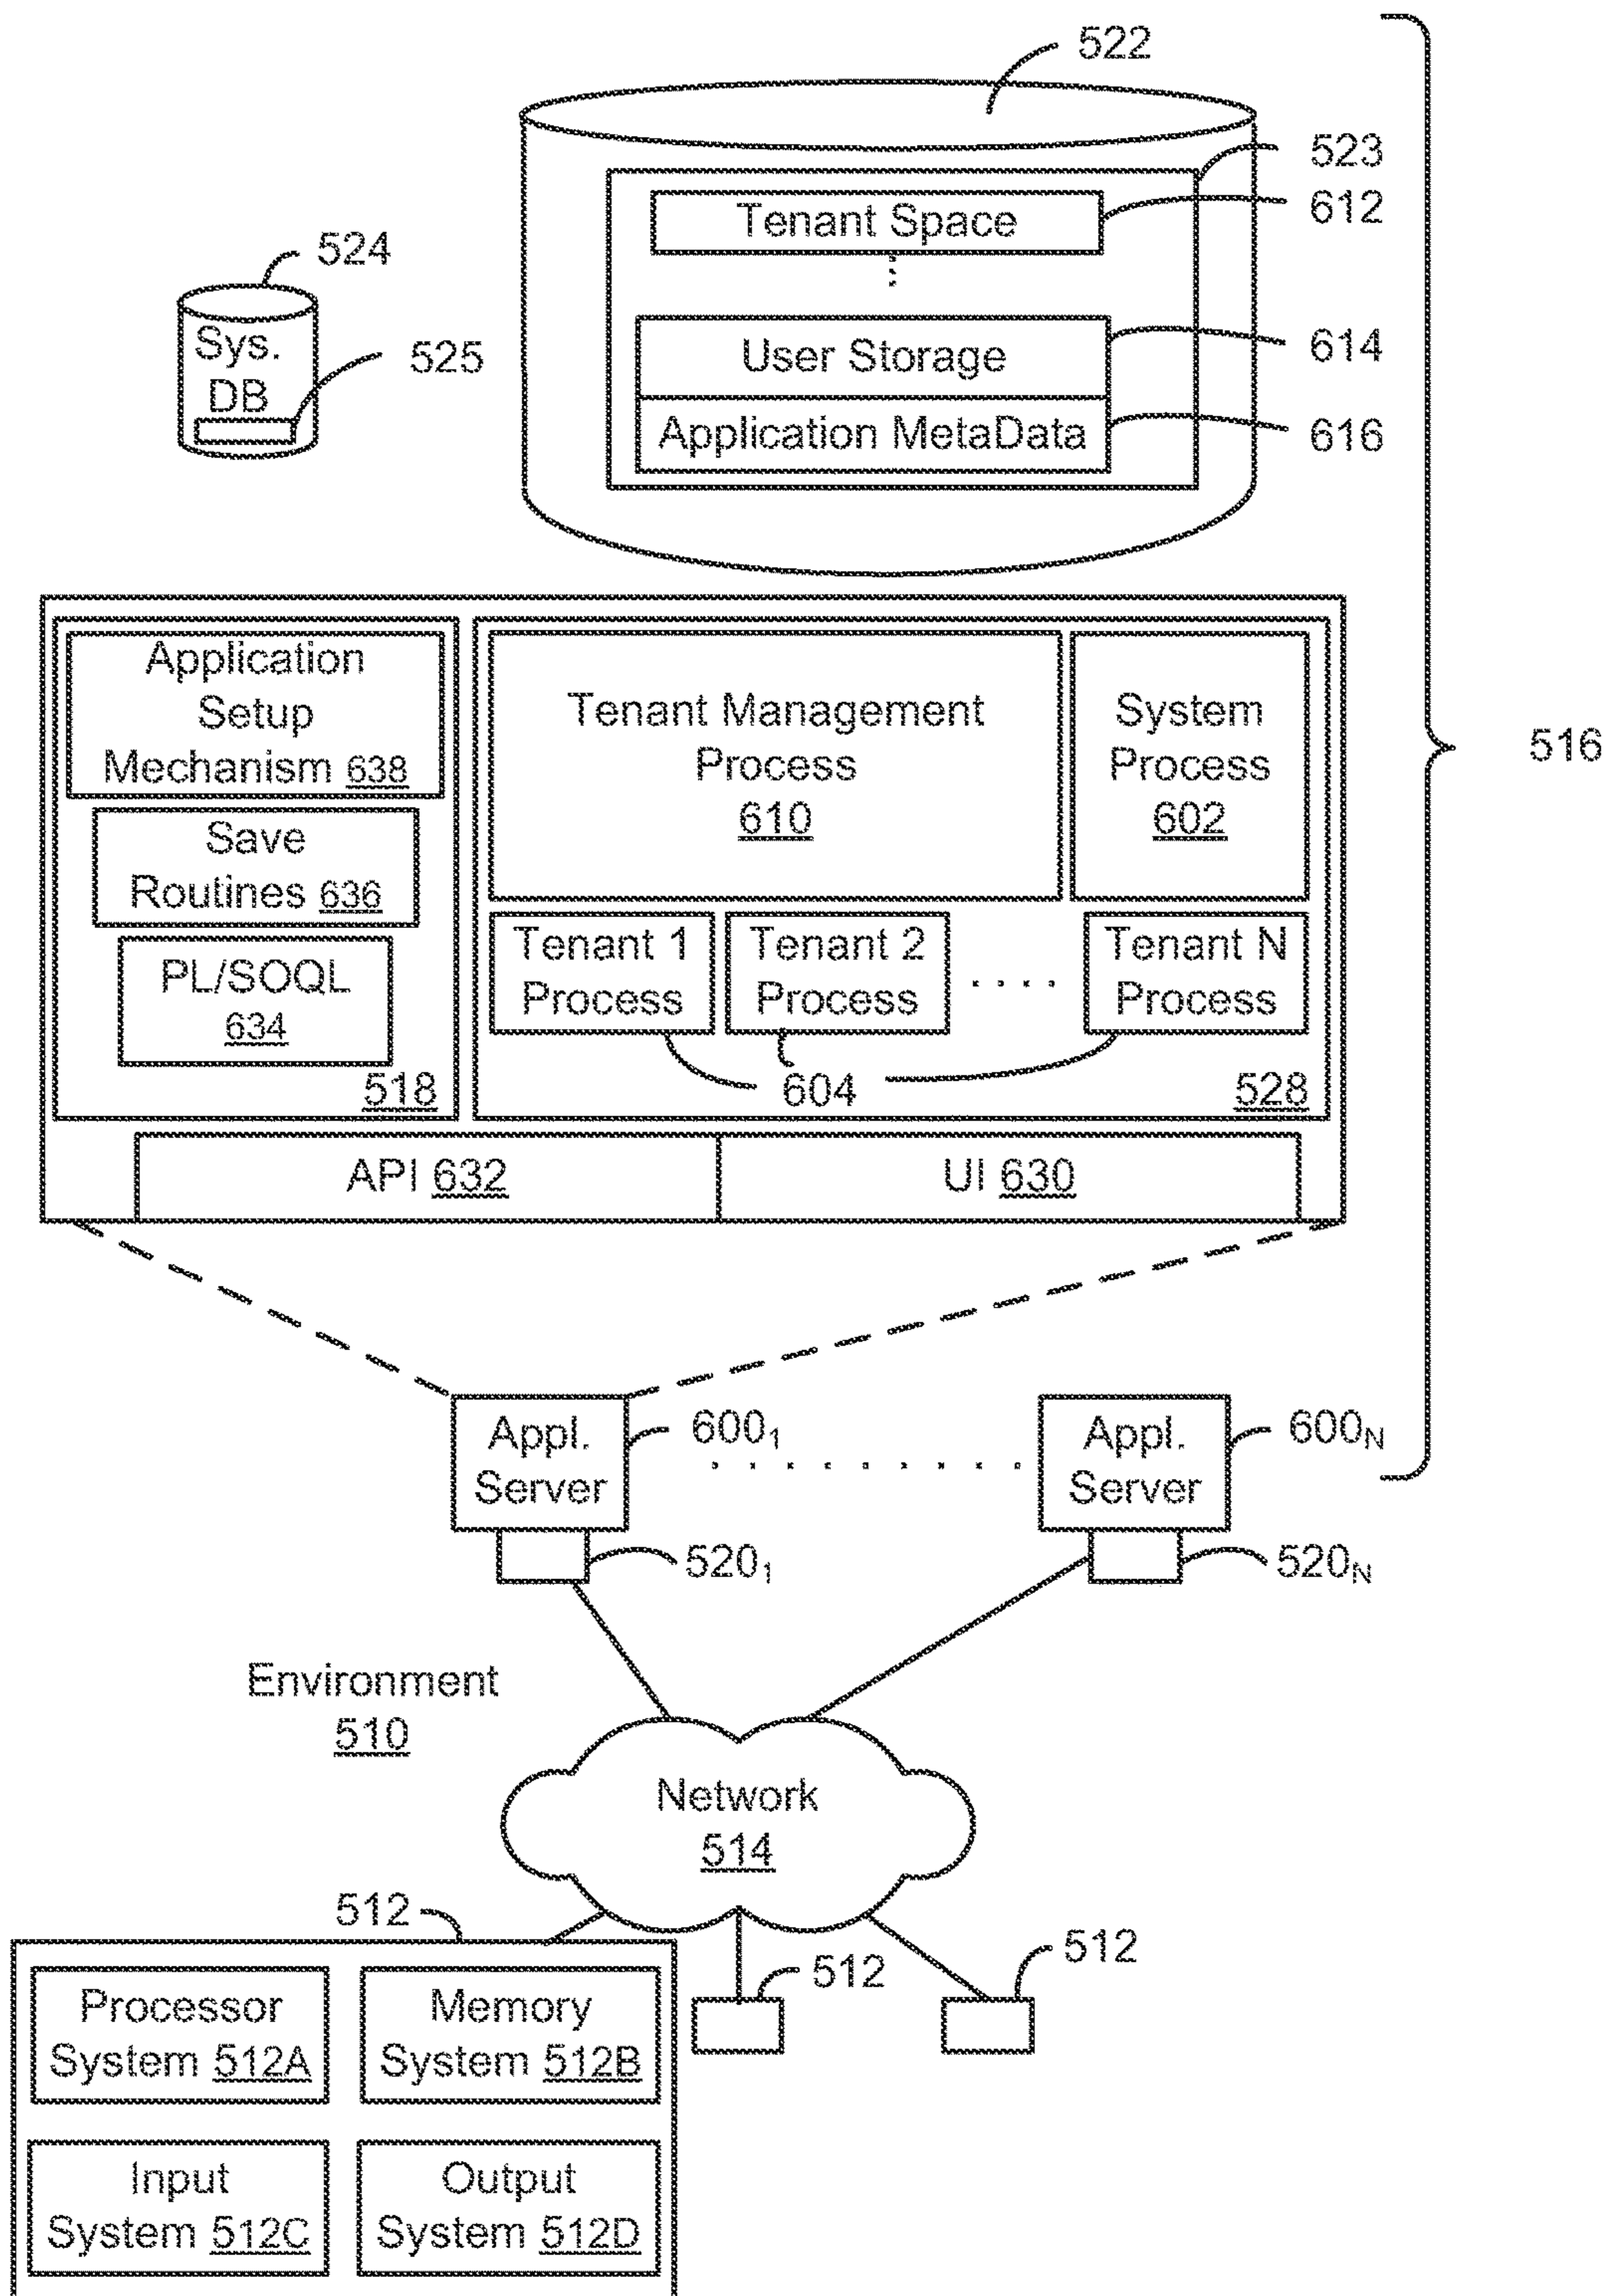 522
523
Tenant Space
612
524
Sys.
DB
525
User Storage
614
Application MetaData
616
Application
Setup
Mechanism 638
Save
Routines 636
PL/SOQL
634
518
Tenant Management
Process
610
System
Process
602
516
Tenant 1
Process
Tenant 2
Process
Tenant N
Process
604
528
API 632
UI 630
Appl.
Server
600₁
Appl.
Server
600N
520₁
520N
Environment
510
Network
514
512
512
512
Processor
System 512A
Memory
System 512B
Input
System 512C
Output
System 512D